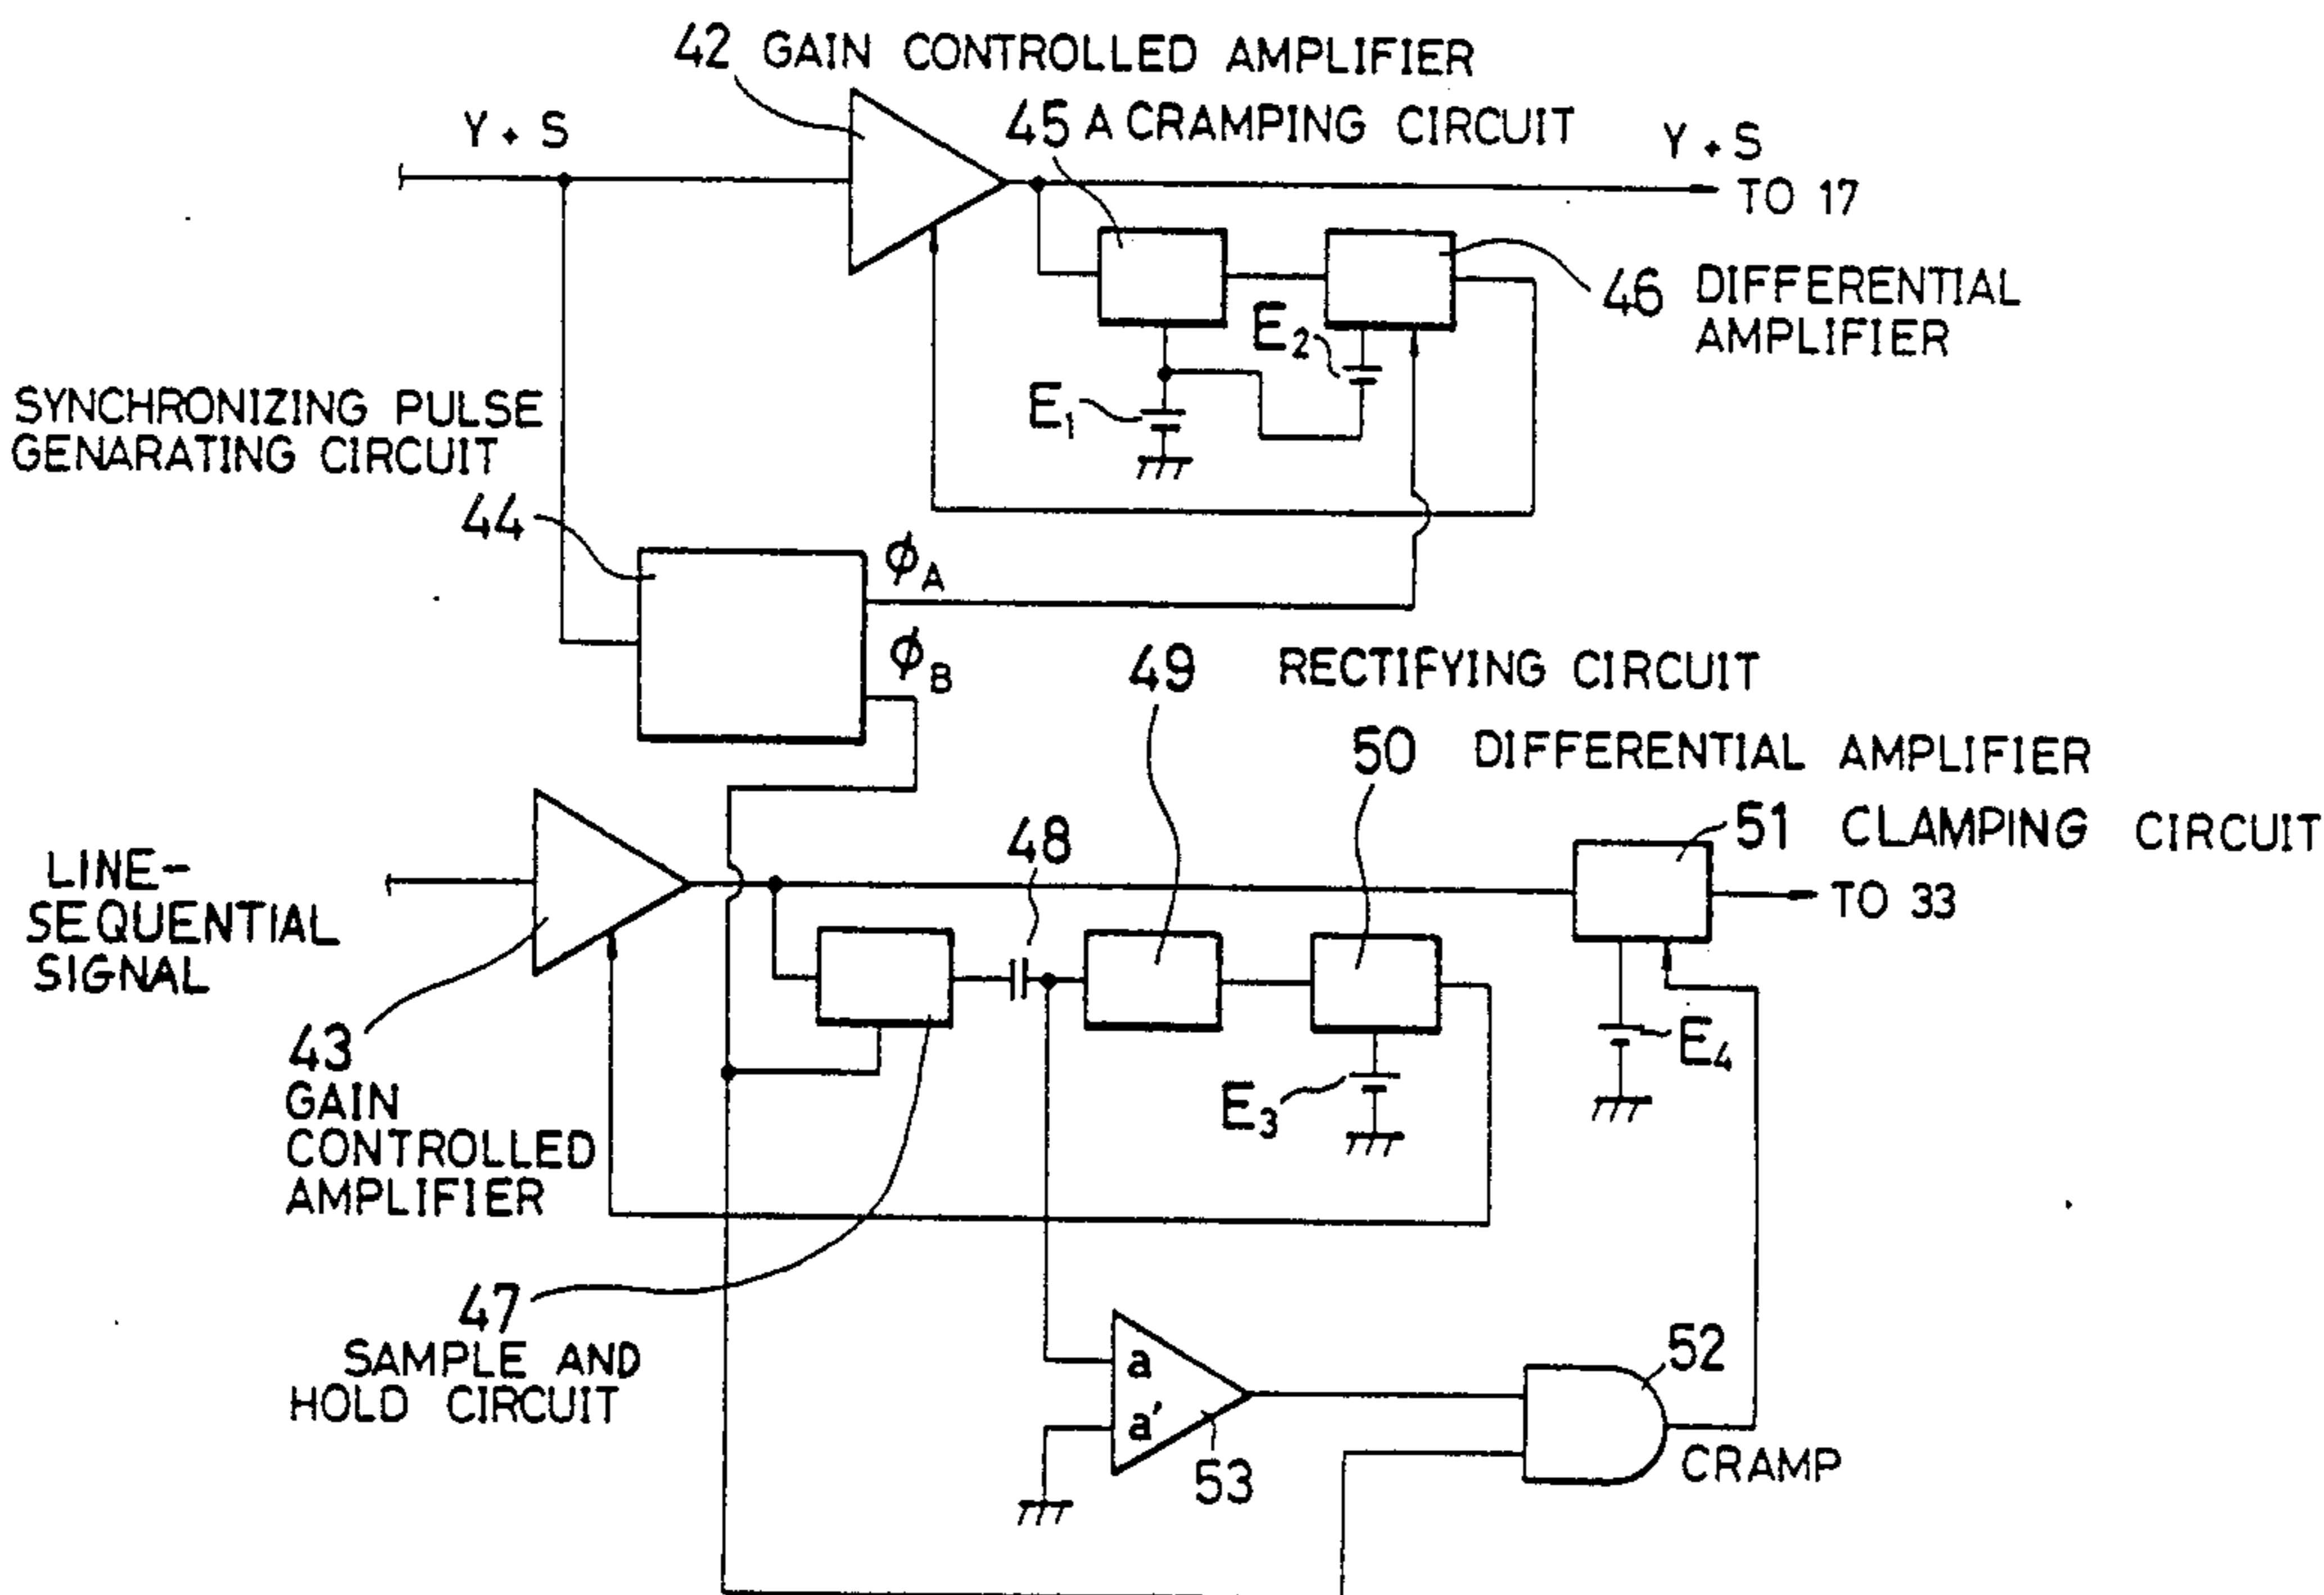 42 GAIN CONTROLLED AMPLIFIER
45 A CRAMPING CIRCUIT
Y + S
Y + S
TO 17
46 DIFFERENTIAL
AMPLIFIER
E2
E1
SYNCHRONIZING PULSE
GENARATING CIRCUIT
44
ϕA
ϕB
49 RECTIFYING CIRCUIT
50 DIFFERENTIAL AMPLIFIER
51 CLAMPING CIRCUIT
48
LINE-
SEQUENTIAL
SIGNAL
TO 33
43
GAIN
CONTROLLED
AMPLIFIER
E3
E4
47
SAMPLE AND
HOLD CIRCUIT
a
a'
53
52
CRAMP